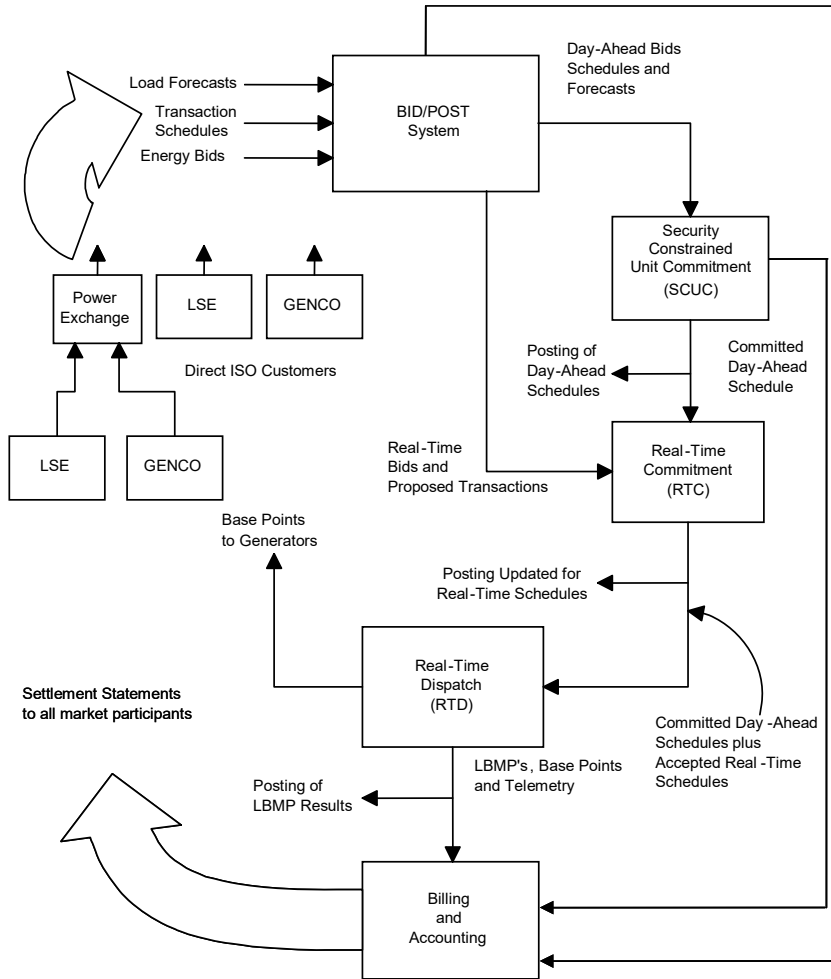 Day-Ahead Bids
Schedules and
Forecasts
Load Forecasts
Transaction
Schedules
Energy Bids
BID/POST
System
Security
Constrained
Unit Commitment
(SCUC)
Power
Exchange
LSE
GENCO
Direct ISO Customers
Posting of
Day-Ahead
Schedules
Committed
Day-Ahead
Schedule
LSE
GENCO
Real-Time
Bids and
Proposed Transactions
Real-Time
Commitment
(RTC)
Base Points
to Generators
Posting Updated for
Real-Time Schedules
Real-Time
Dispatch
(RTD)
Settlement Statements
to all market participants
Committed Day -Ahead
Schedules plus
Accepted Real -Time
Schedules
LBMP's, Base Points
and Telemetry
Posting of
LBMP Results
Billing
and
Accounting